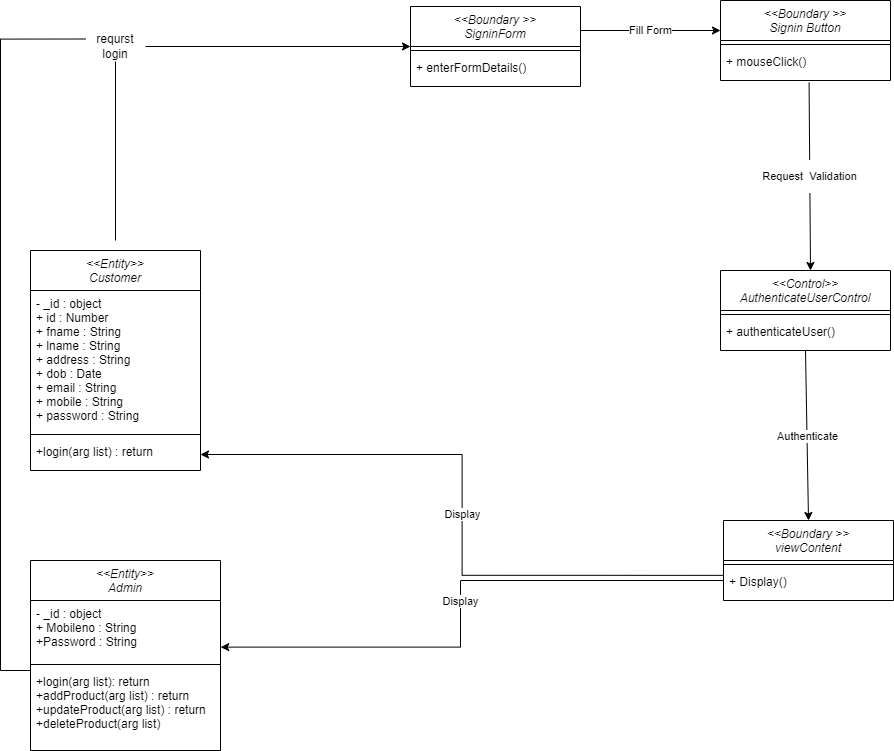 <<Boundary >>
SigninForm
+ enterFormDetails()
Fill Form
<<Boundary >>
Signin Button
+ mouseClick()
requrst
login
Request  Validation
<<Entity>>
Customer
- _id : object
+ id : Number
+ fname : String
+ lname : String
+ address : String
+ dob : Date
+ email : String
+ mobile : String
+ password : String
+login(arg list) : return
<<Control>>
AuthenticateUserControl
+ authenticateUser()
Authenticate
Display
<<Boundary >>
viewContent
+ Display()
Display
<<Entity>>
Admin
- _id : object
+ Mobileno : String
+Password : String
+login(arg list): return
+addProduct(arg list) : return
+updateProduct(arg list) : return
+deleteProduct(arg list)